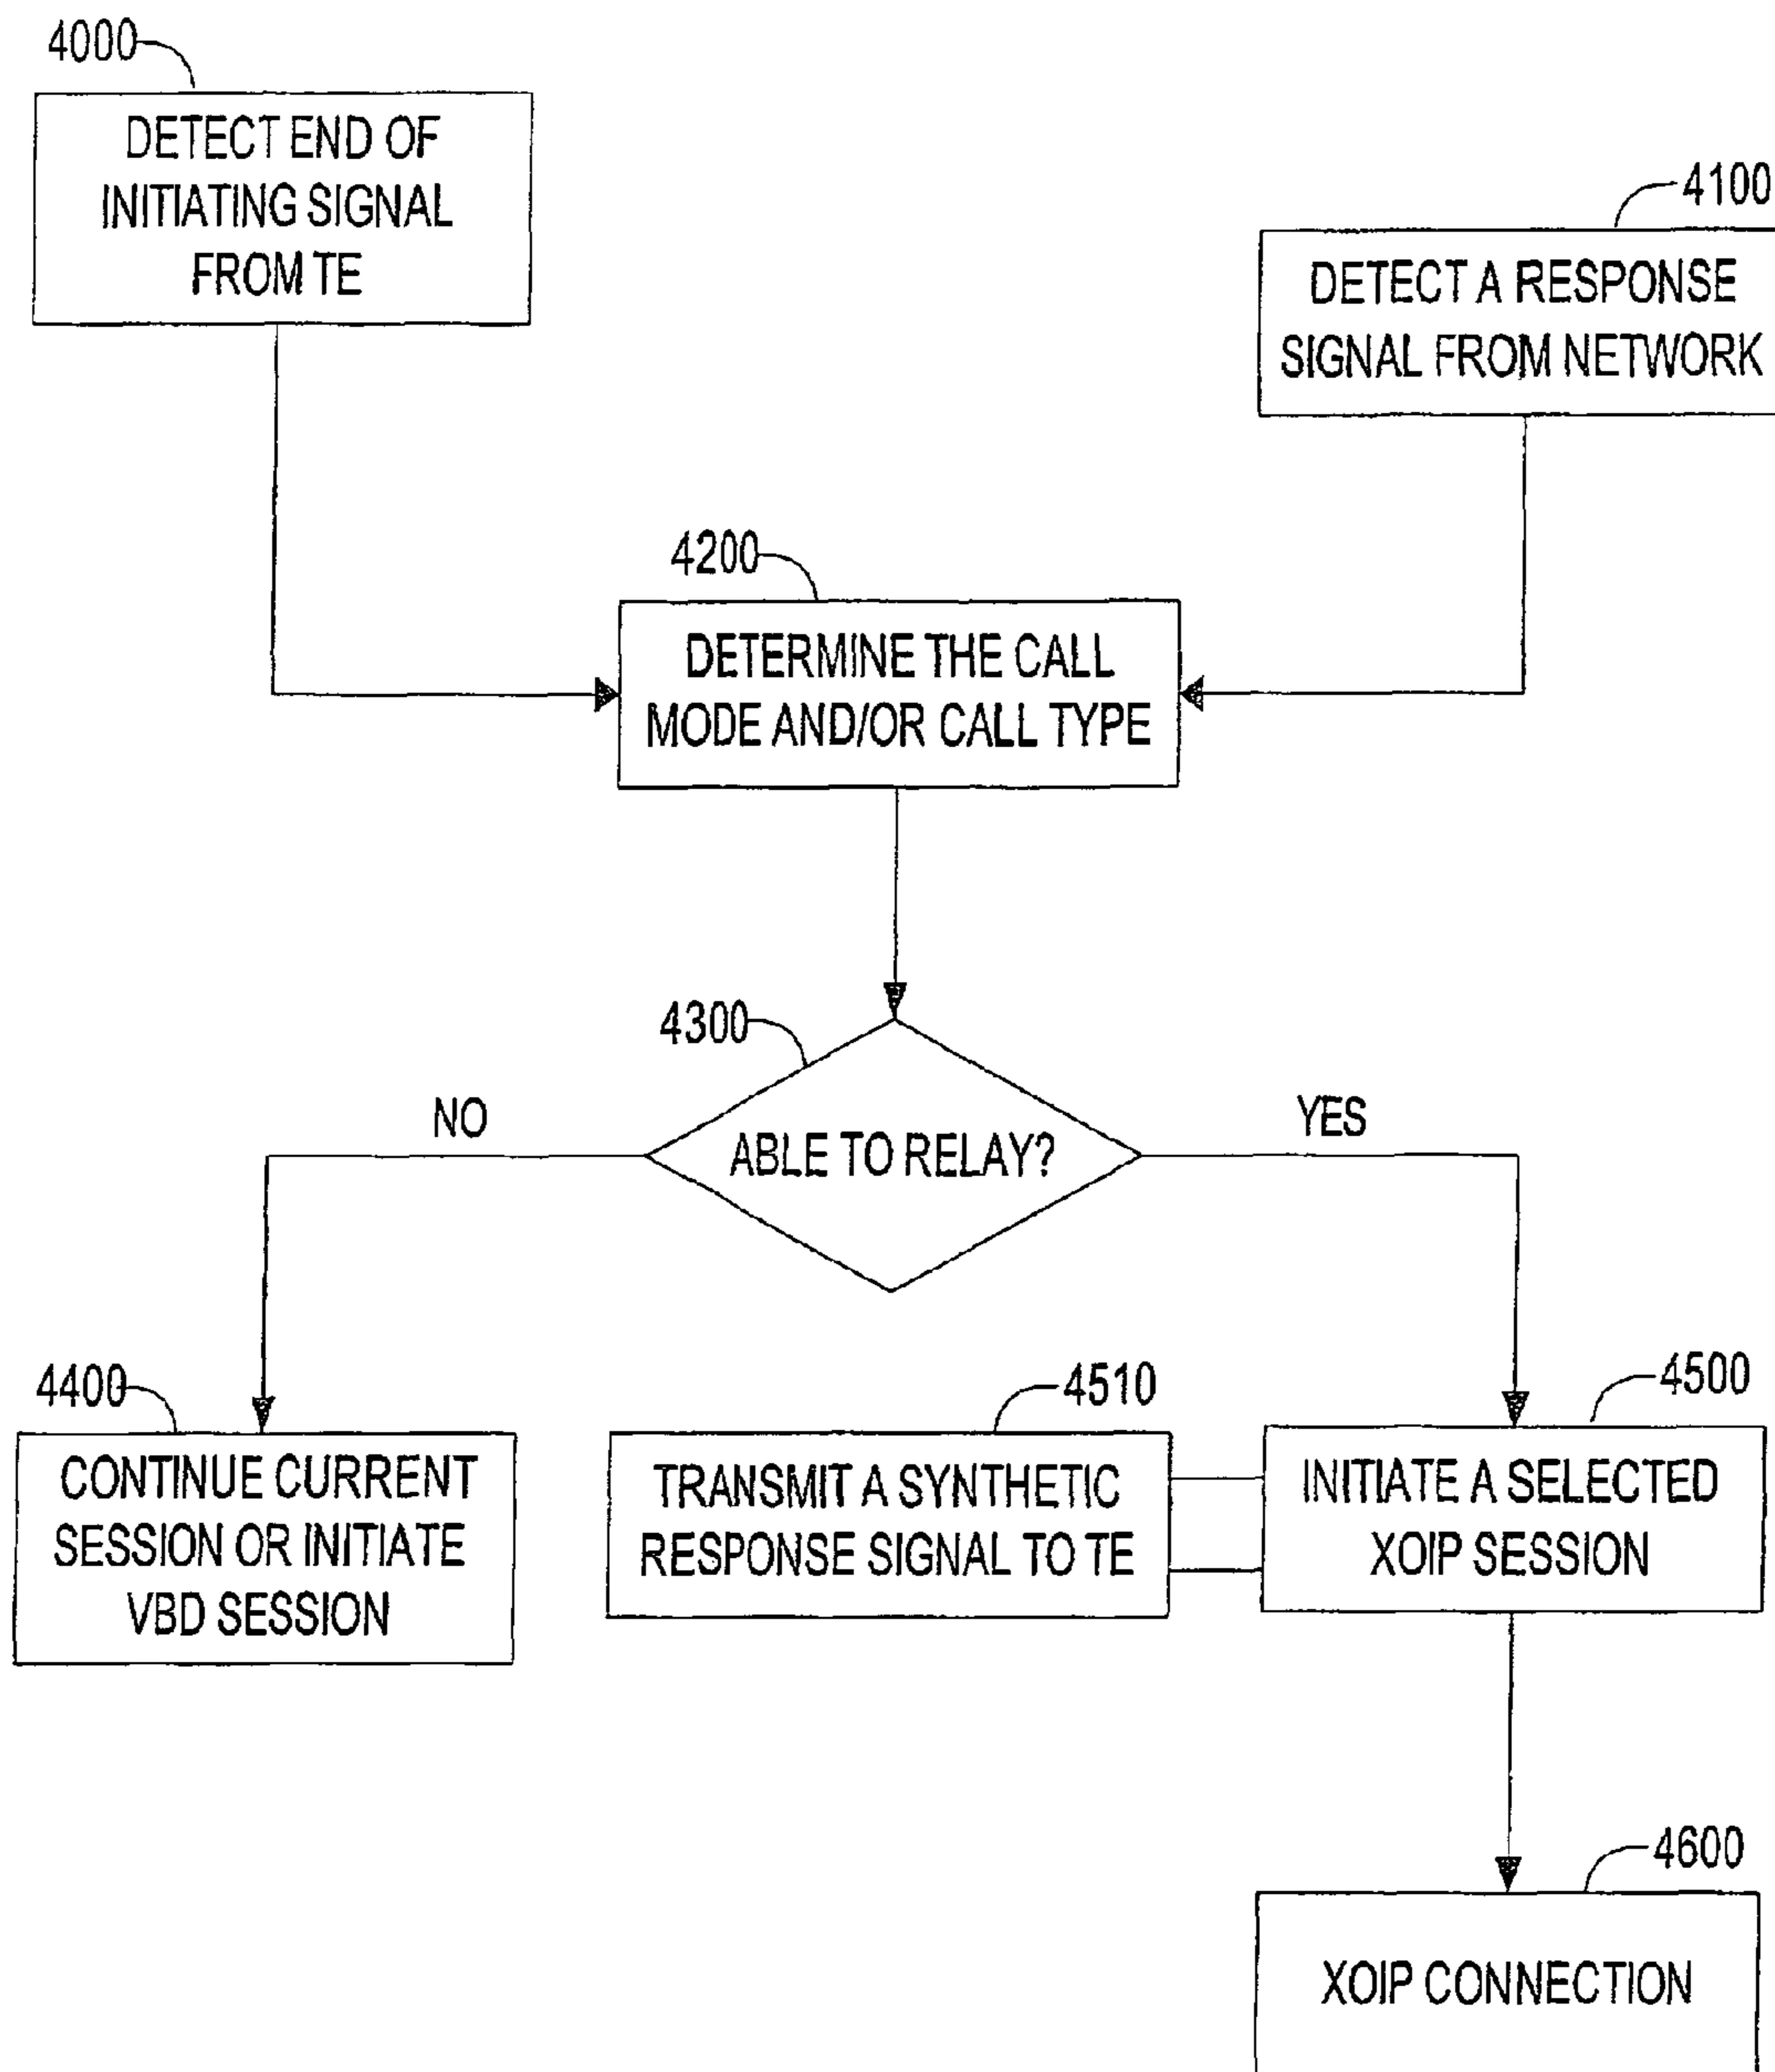 4000
DETECT END OF
INITIATING SIGNAL
FROM TE
4100
DETECT A RESPONSE
SIGNAL FROM NETWORK
4200
DETERMINE THE CALL
MODE AND/OR CALL TYPE
4300
NO
ABLE TO RELAY?
YES
4400
CONTINUE CURRENT
SESSION OR INITIATE
VBD SESSION
4510
TRANSMIT A SYNTHETIC
RESPONSE SIGNAL TO TE
4500
INITIATE A SELECTED
XOIP SESSION
4600
XOIP CONNECTION